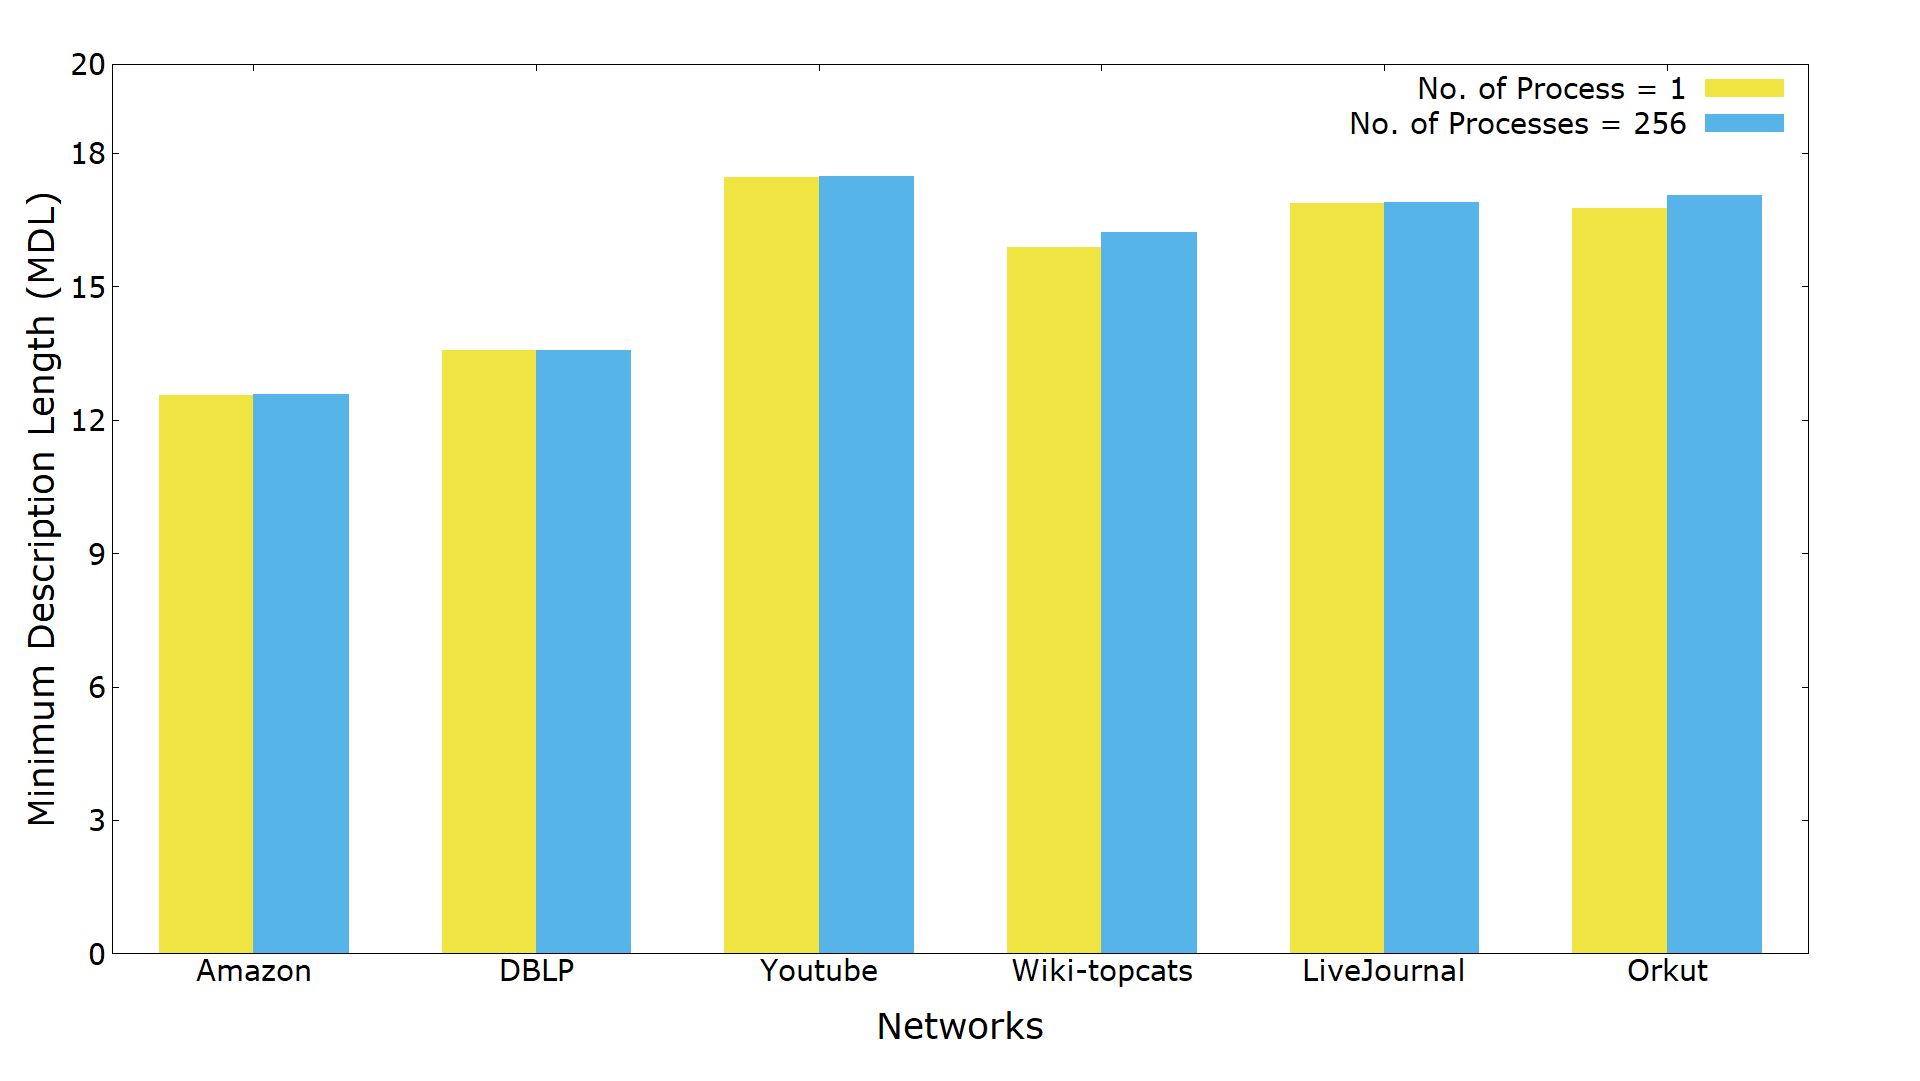 No. of Process = 1
No. of Processes = 256
Minimum Description Length (MDL)
20
18
15
12
9
6
3
0
Amazon
DBLP
Youtube
Wiki-topcats
LiveJournal
Orkut
Networks